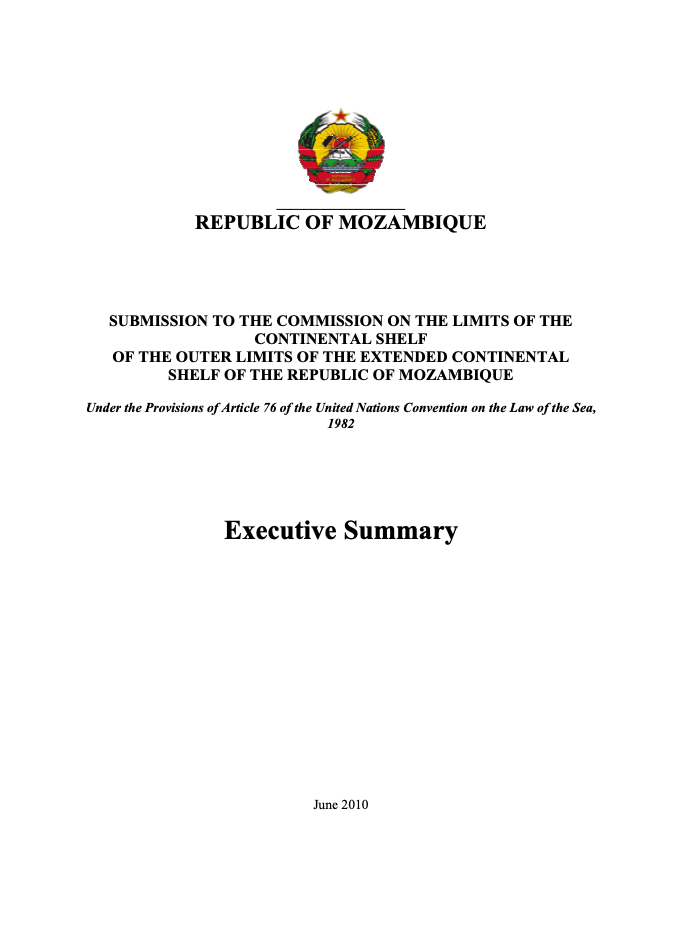 REPUBLIC OF MOZAMBIQUE
SUBMISSION TO THE COMMISSION ON THE LIMITS OF THE
CONTINENTAL SHELF
OF THE OUTER LIMITS OF THE EXTENDED CONTINENTAL
SHELF OF THE REPUBLIC OF MOZAMBIQUE
Under the Provisions of Article 76 of the United Nations Convention on the Law of the Sea,
1982
Executive Summary
June 2010